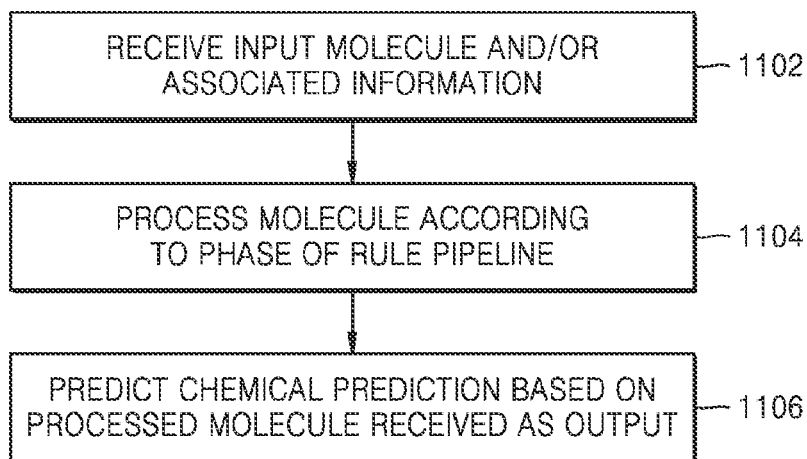 RECEIVE INPUT MOLECULE AND/OR
ASSOCIATED INFORMATION
1102
PROCESS MOLECULE ACCORDING
TO PHASE OF RULE PIPELINE
1104
PREDICT CHEMICAL PREDICTION BASED ON
PROCESSED MOLECULE RECEIVED AS OUTPUT
1106